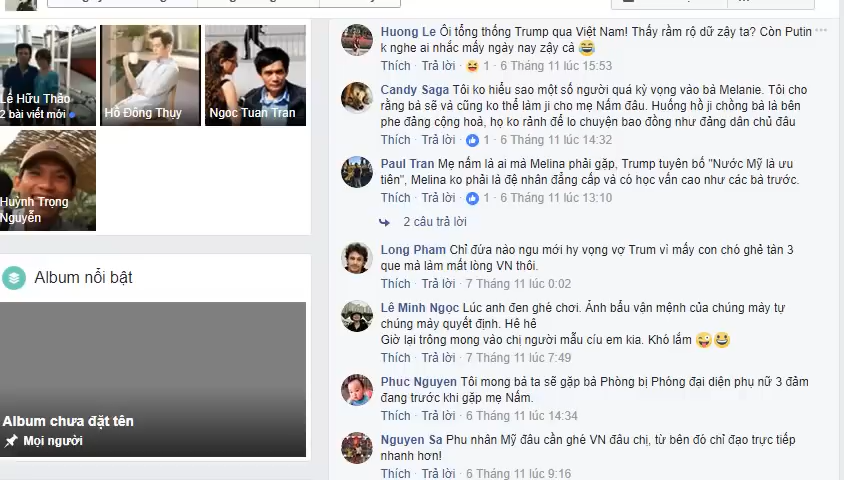 Lê Hữu Thảo
2 bài viết mới
Hồ Đông Thụy
Ngoc Tuan Tran
Huỳnh Trọng
Nguyễn
Album nổi bật
Album chưa đặt tên
Mọi người
Huong Le Ôi tổng thống Trump qua Việt Nam! Thấy rầm rộ dữ zậy ta? Còn Putin
k nghe ai nhắc mấy ngày nay zậy cà 😄
Thích · Trả lời · 1 · 6 Tháng 11 lúc 15:53
Candy Saga Tôi ko hiểu sao một số người quá kỳ vọng vào bà Melanie. Tôi cho
rằng bà sẽ và cũng ko thể làm ji cho mẹ Nấm đâu. Huống hồ ji chồng bà là bên
phe đảng cộng hoà, họ ko rảnh để lo chuyện bao đồng như đảng dân chủ đâu
Thích · Trả lời · 1 · 6 Tháng 11 lúc 14:32
Paul Tran Mẹ nấm là ai mà Melina phải gặp, Trump tuyên bố "Nước Mỹ là ưu
tiên", Melina ko phải là đệ nhân đẳng cấp và có học vấn cao như các bà trước.
Thích · Trả lời · 1 · 6 Tháng 11 lúc 13:10
2 câu trả lời
Long Pham Chỉ đứa nào ngu mới hy vọng vợ Trum vì mấy con chó ghẻ tàn 3
que mà làm mất lòng VN thôi.
Thích · Trả lời · 7 Tháng 11 lúc 0:02
Lê Minh Ngọc Lúc anh đen ghé chơi. Ảnh bẩu vận mệnh của chúng mày tự
chúng mày quyết định. Hê hê
Giờ lại trông mong vào chị người mẫu cíu em kia. Khó lắm 😜😄
Thích · Trả lời · 7 Tháng 11 lúc 7:49
Phuc Nguyen Tôi mong bà ta sẽ gặp bà Phòng bị Phóng đại diện phụ nữ 3 đảm
đang trước khi gặp mẹ Nấm.
Thích · Trả lời · 6 Tháng 11 lúc 14:34
Nguyen Sa Phu nhân Mỹ đâu cần ghé VN đâu chị, từ bên đó chỉ đạo trực tiếp
nhanh hơn!
Thích · Trả lời · 6 Tháng 11 lúc 9:16